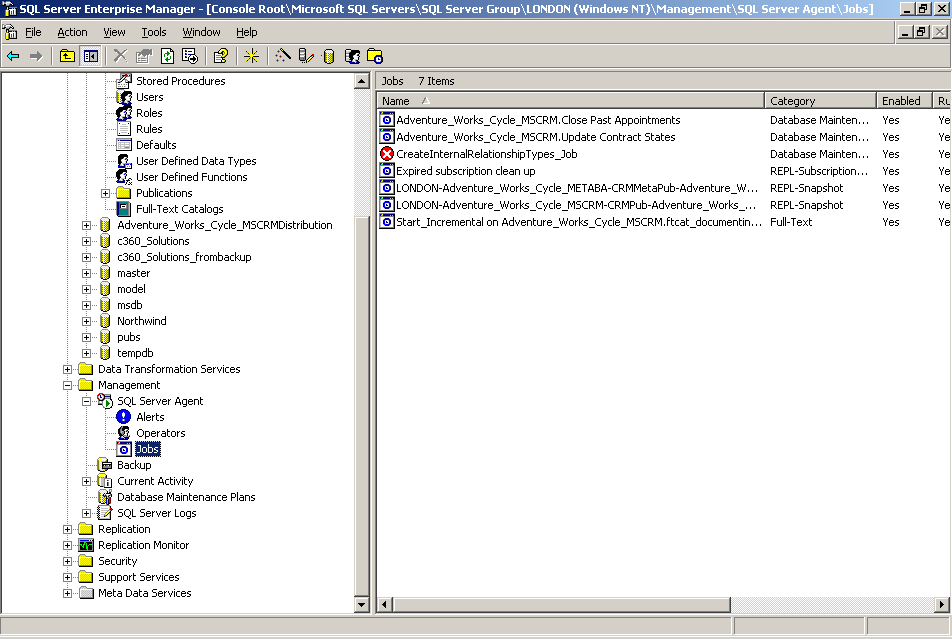 SQL Server Enterprise Manager - [Console Root\Microsoft SQL Servers\SQL Server Group\LONDON (Windows NT)\Management\SQL Server Agent\Jobs]
File Action View Tools Window Help
Stored Procedures
Users
Roles
Rules
Defaults
User Defined Data Types
User Defined Functions
Publications
Full-Text Catalogs
Adventure_Works_Cycle_MSCRMDistribution
c360_Solutions
c360_Solutions_frombackup
master
model
msdb
Northwind
pubs
tempdb
Data Transformation Services
Management
SQL Server Agent
Alerts
Operators
Jobs
Backup
Current Activity
Database Maintenance Plans
SQL Server Logs
Replication
Replication Monitor
Security
Support Services
Meta Data Services
Jobs 7 Items
Name Category Enabled Ru
Adventure_Works_Cycle_MSCRM.Close Past Appointments Database Mainten... Yes Ye
Adventure_Works_Cycle_MSCRM.Update Contract States Database Mainten... Yes Ye
CreateInternalRelationshipTypes_Job Database Mainten... Yes Ye
Expired subscription clean up REPL-Subscription... Yes Ye
LONDON-Adventure_Works_Cycle_METABA-CRMMetaPub-Adventure_W... REPL-Snapshot Yes Ye
LONDON-Adventure_Works_Cycle_MSCRM-CRMPub-Adventure_Works_... REPL-Snapshot Yes Ye
Start_Incremental on Adventure_Works_Cycle_MSCRM.ftcat_documentin... Full-Text Yes Ye